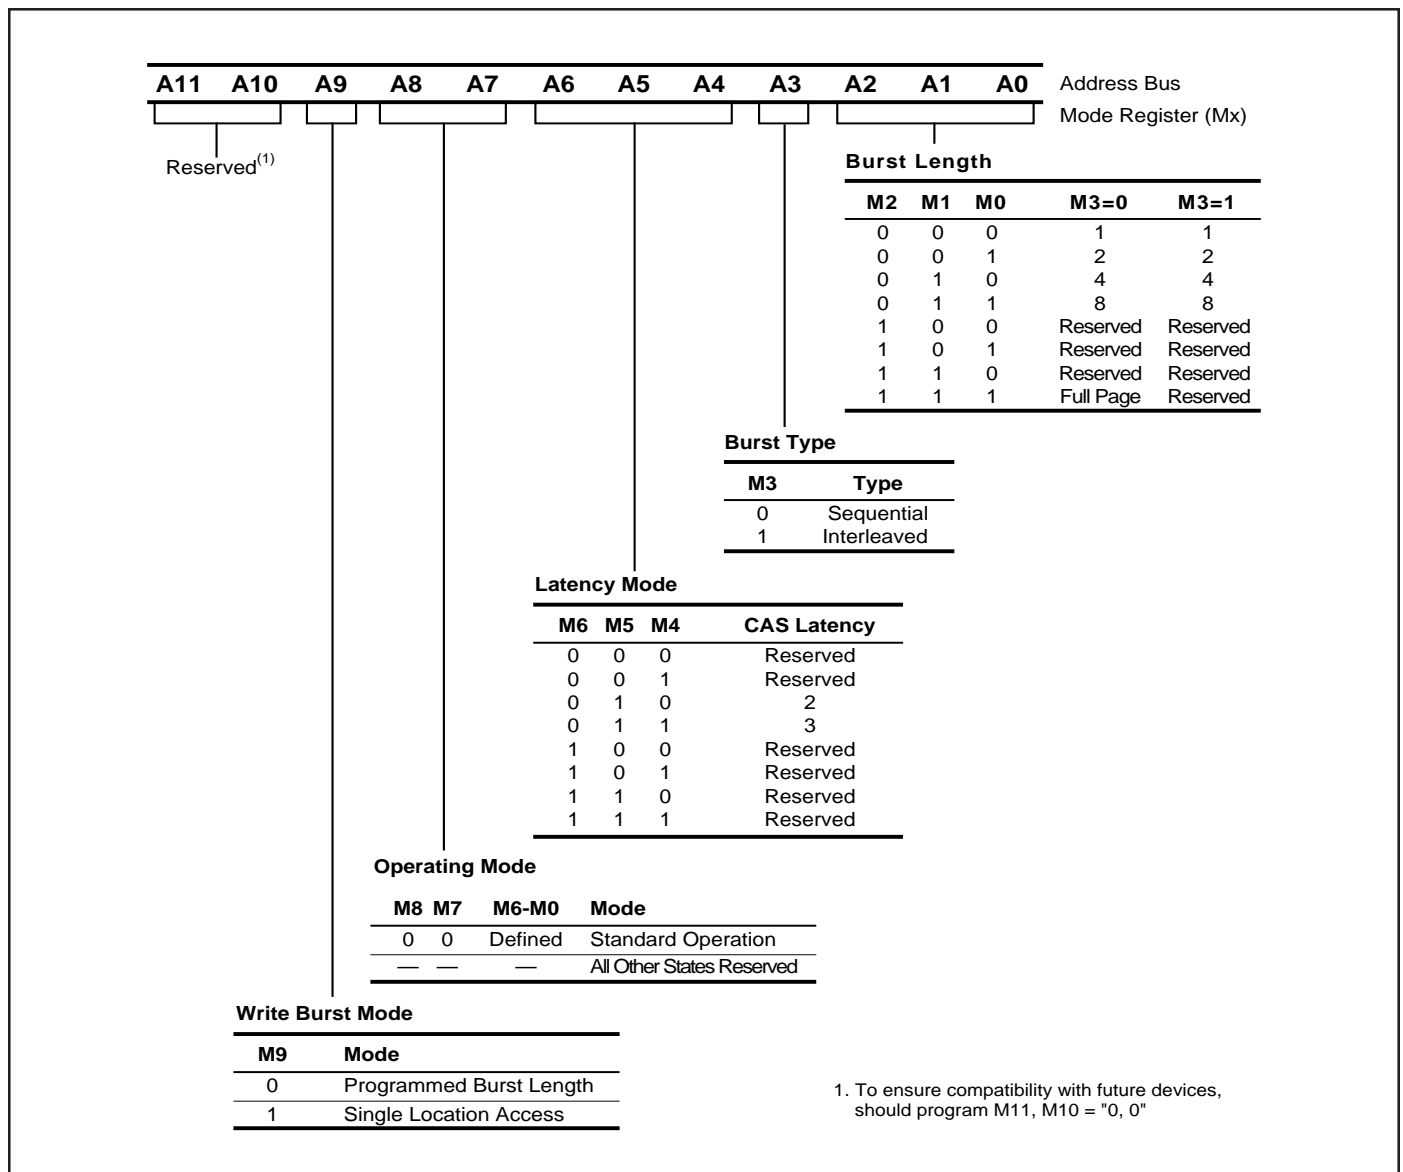 A11 A10 A9 A8 A7 A6 A5 A4 A3 A2 A1 A0 Address Bus
Mode Register (Mx)
Reserved(1)
Burst Length
M2 M1 M0 M3=0 M3=1
0 0 0 1 1
0 0 1 2 2
0 1 0 4 4
0 1 1 8 8
1 0 0 Reserved Reserved
1 0 1 Reserved Reserved
1 1 0 Reserved Reserved
1 1 1 Full Page Reserved
Burst Type
M3 Type
0 Sequential
1 Interleaved
Latency Mode
M6 M5 M4 CAS Latency
0 0 0 Reserved
0 0 1 Reserved
0 1 0 2
0 1 1 3
1 0 0 Reserved
1 0 1 Reserved
1 1 0 Reserved
1 1 1 Reserved
Operating Mode
M8 M7 M6-M0 Mode
0 0 Defined Standard Operation
— — — All Other States Reserved
Write Burst Mode
M9 Mode
0 Programmed Burst Length
1 Single Location Access
1. To ensure compatibility with future devices,
should program M11, M10 = "0, 0"